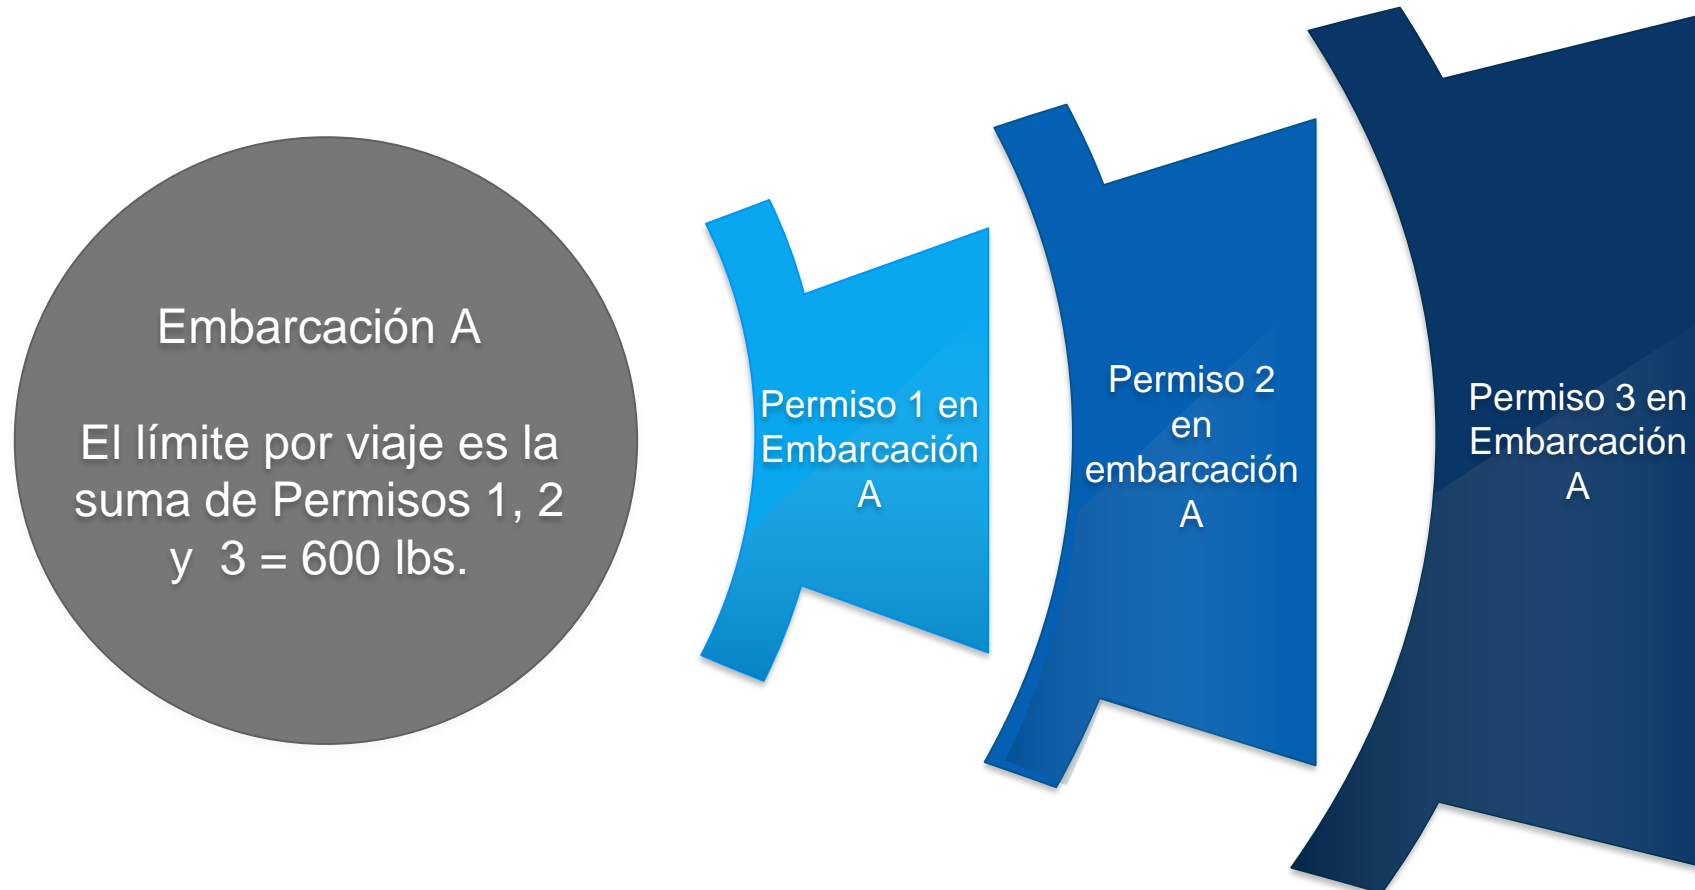 Embarcación A
El límite por viaje es la
suma de Permisos 1, 2
y  3 = 600 lbs.
Permiso 1 en
Embarcación
A
Permiso 2
en
embarcación
A
Permiso 3 en
Embarcación
A